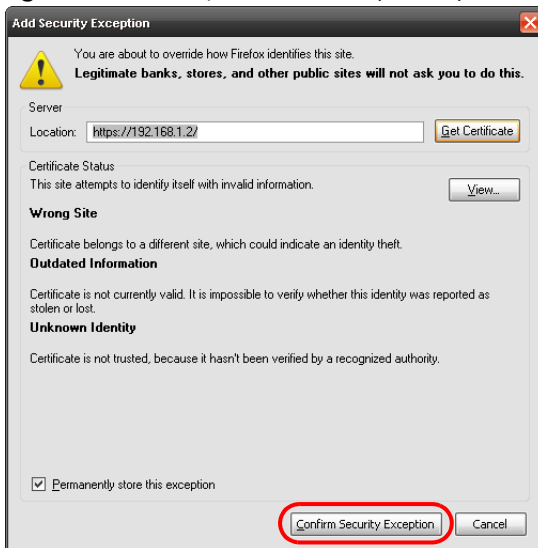 Add Security Exception
You are about to override how Firefox identifies this site.
Legitimate banks, stores, and other public sites will not ask you to do this.
Server
Location: https://192.168.1.2/ Get Certificate
Certificate Status
This site attempts to identify itself with invalid information.
View...
Wrong Site
Certificate belongs to a different site, which could indicate an identity theft.
Outdated Information
Certificate is not currently valid. It is impossible to verify whether this identity was reported as
stolen or lost.
Unknown Identity
Certificate is not trusted, because it hasn't been verified by a recognized authority.
Permanently store this exception
Confirm Security Exception Cancel